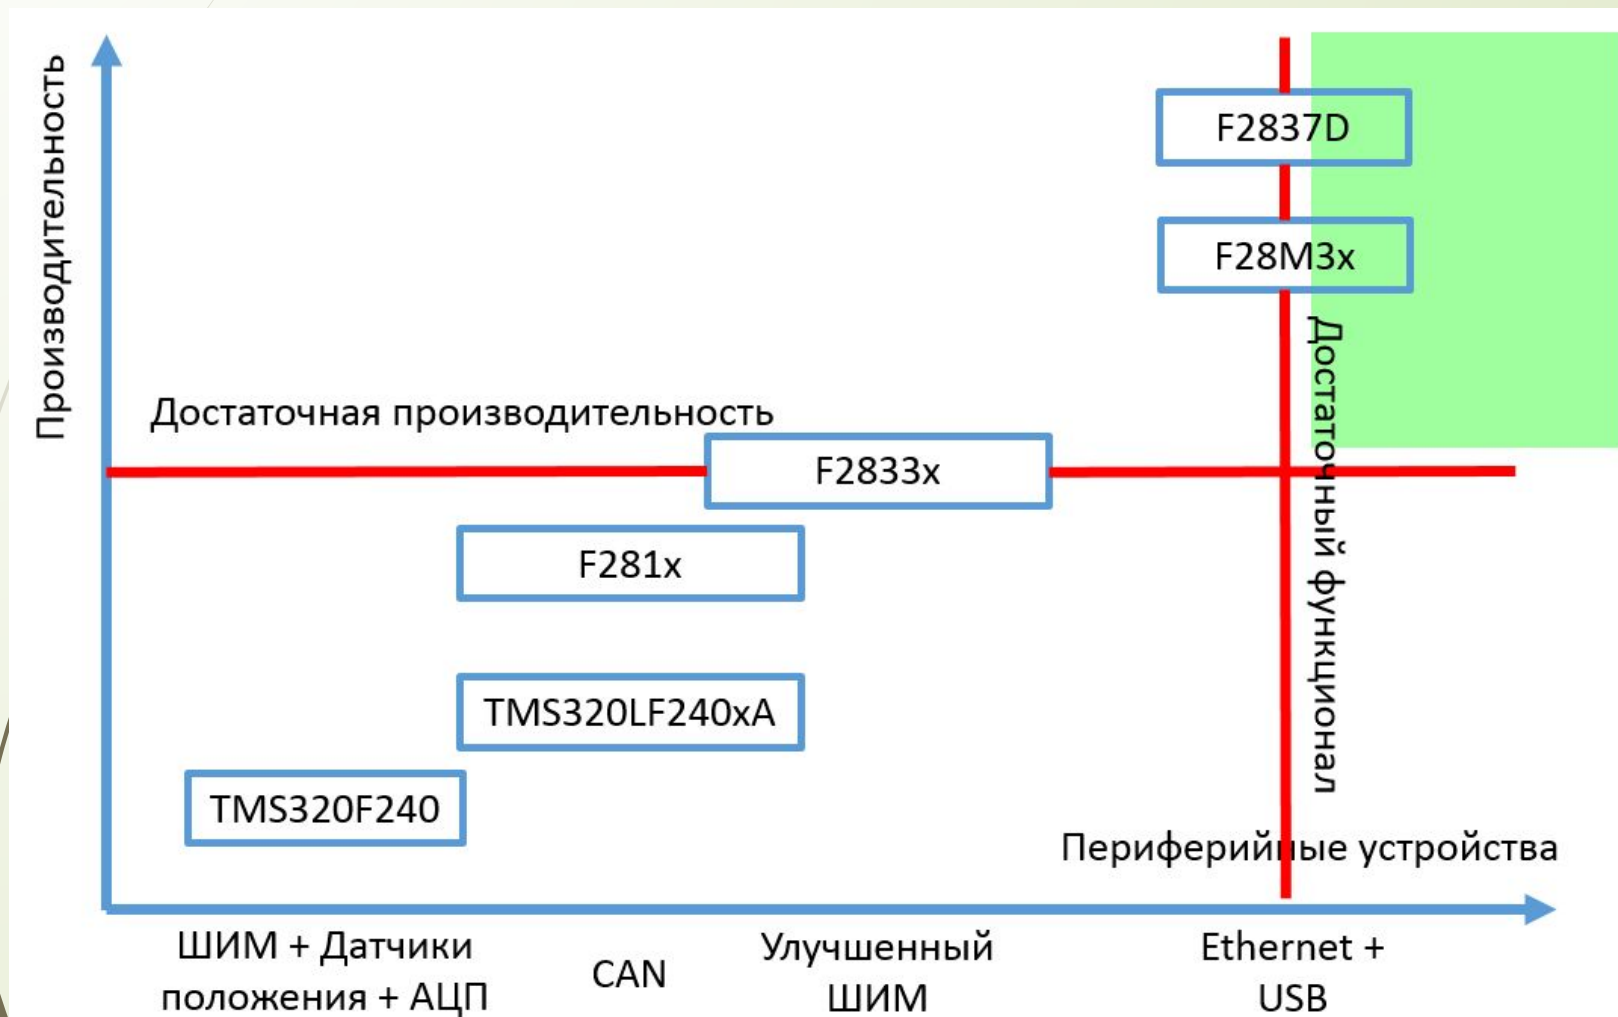 Производительность
F2837D
F28M3x
Достаточный функционал
Достаточная производительность
F2833x
F281x
TMS320LF240xA
TMS320F240
Периферийные устройства
ШИМ + Датчики
положения + АЦП
CAN
Улучшенный
ШИМ
Ethernet +
USB